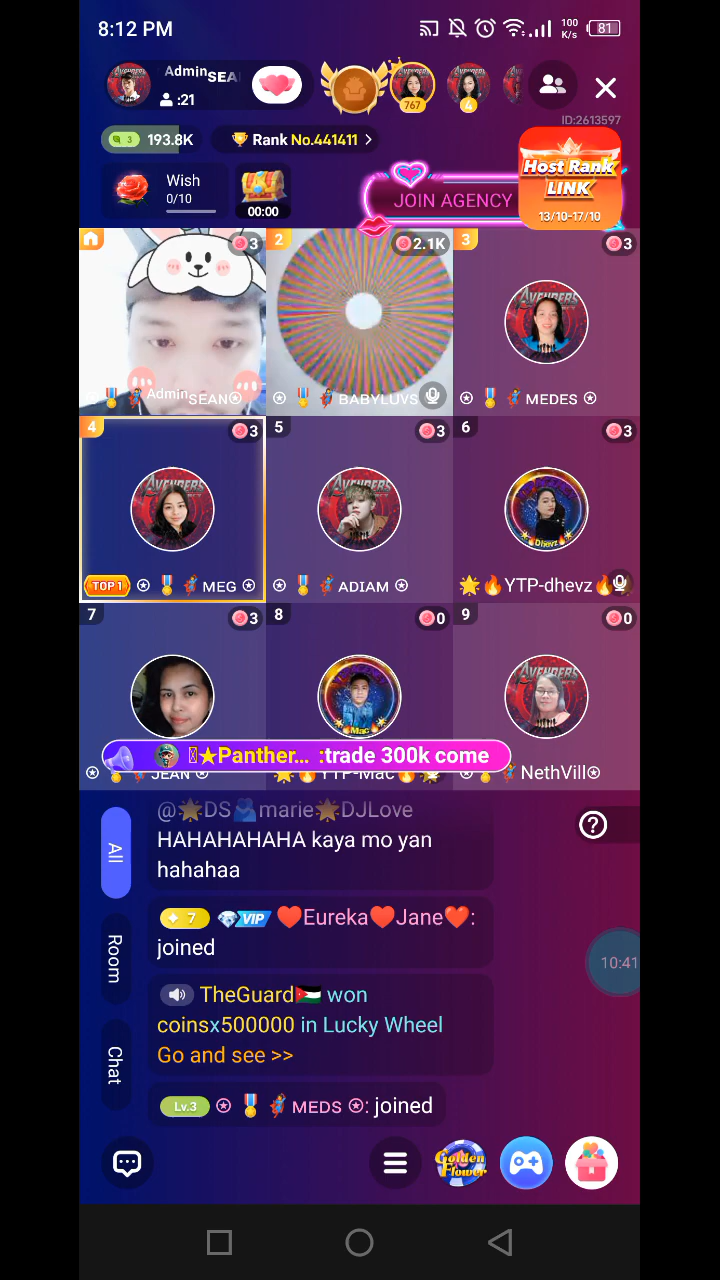 8:12 PM
100
K/s
81
Admin SEA
:21
767
4
ID:2613597
3 193.8K
Rank No.441411 >
Host Rank
LINK
13/10-17/10
Wish
0/10
00:00
JOIN AGENCY
3
2
2.1K
3
3
Admin SEAN
BABYLUVS
MEDES
4
3
5
3
6
3
AVENGERS
AVENGERS
Dhevz
TOP 1
MEG
ADIAM
YTP-dhevz
7
3
8
0
9
0
Mac
★Panther... :trade 300k come
JEAN
YTP-Mac
NethVill
@🌟DS👤marie🌟DJLove
HAHAHAHAHA kaya mo yan
hahahaa
All
7 VIP ❤️Eureka❤️Jane❤️:
joined
Room
10:41
TheGuard🇯🇴 won
coinsx500000 in Lucky Wheel
Go and see >>
Chat
Lv.3 MEDS : joined
Golden
Flower